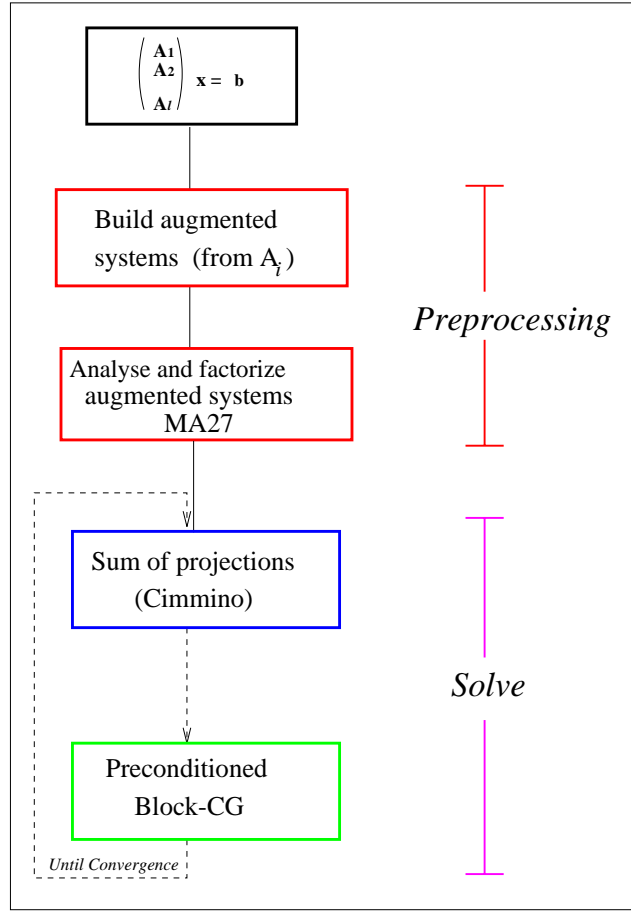 A1
A2
x = b
Al
Build augmented
systems (from Ai)
Preprocessing
Analyse and factorize
augmented systems
MA27
Sum of projections
(Cimmino)
Solve
Preconditioned
Block-CG
Until Convergence